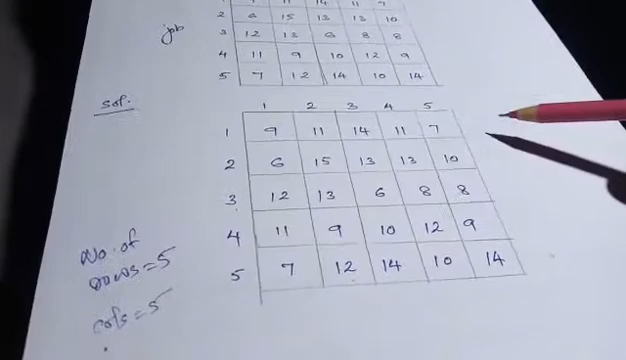 2 6 15 13 13 10
job 3 12 13 6 8 8
4 11 9 10 12 9
5 7 12 14 10 14
sol.
1 2 3 4 5
1 9 11 14 11 7
2 6 15 13 13 10
3 12 13 6 8 8
4 11 9 10 12 9
5 7 12 14 10 14
No. of
rows = 5
cols = 5